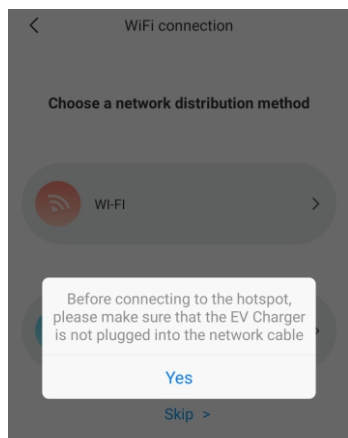 WiFi connection
Choose a network distribution method
WI-FI
Before connecting to the hotspot,
please make sure that the EV Charger
is not plugged into the network cable
Yes
Skip >